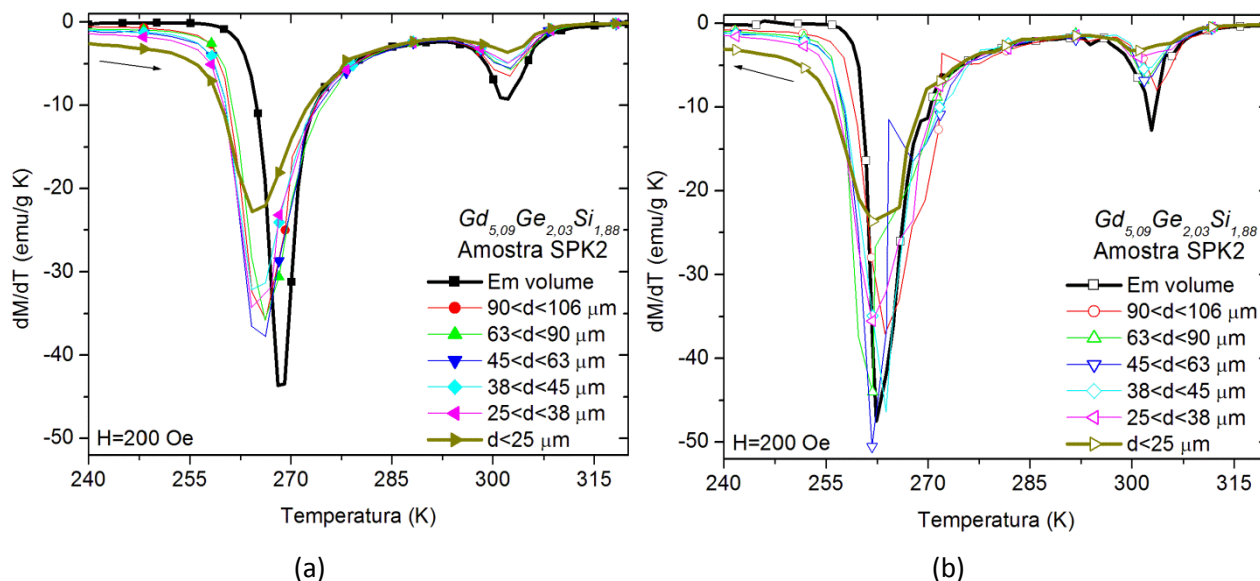 0
-10
-20
-30
-40
-50
dM/dT (emu/g K)
Gd5,09Ge2,03Si1,88
Amostra SPK2
Em volume
90<d<106 μm
63<d<90 μm
45<d<63 μm
38<d<45 μm
25<d<38 μm
d<25 μm
H=200 Oe
240 255 270 285 300 315
Temperatura (K)
(a)
0
-10
-20
-30
-40
-50
dM/dT (emu/g K)
Gd5,09Ge2,03Si1,88
Amostra SPK2
Em volume
90<d<106 μm
63<d<90 μm
45<d<63 μm
38<d<45 μm
25<d<38 μm
d<25 μm
H=200 Oe
240 255 270 285 300 315
Temperatura (K)
(b)